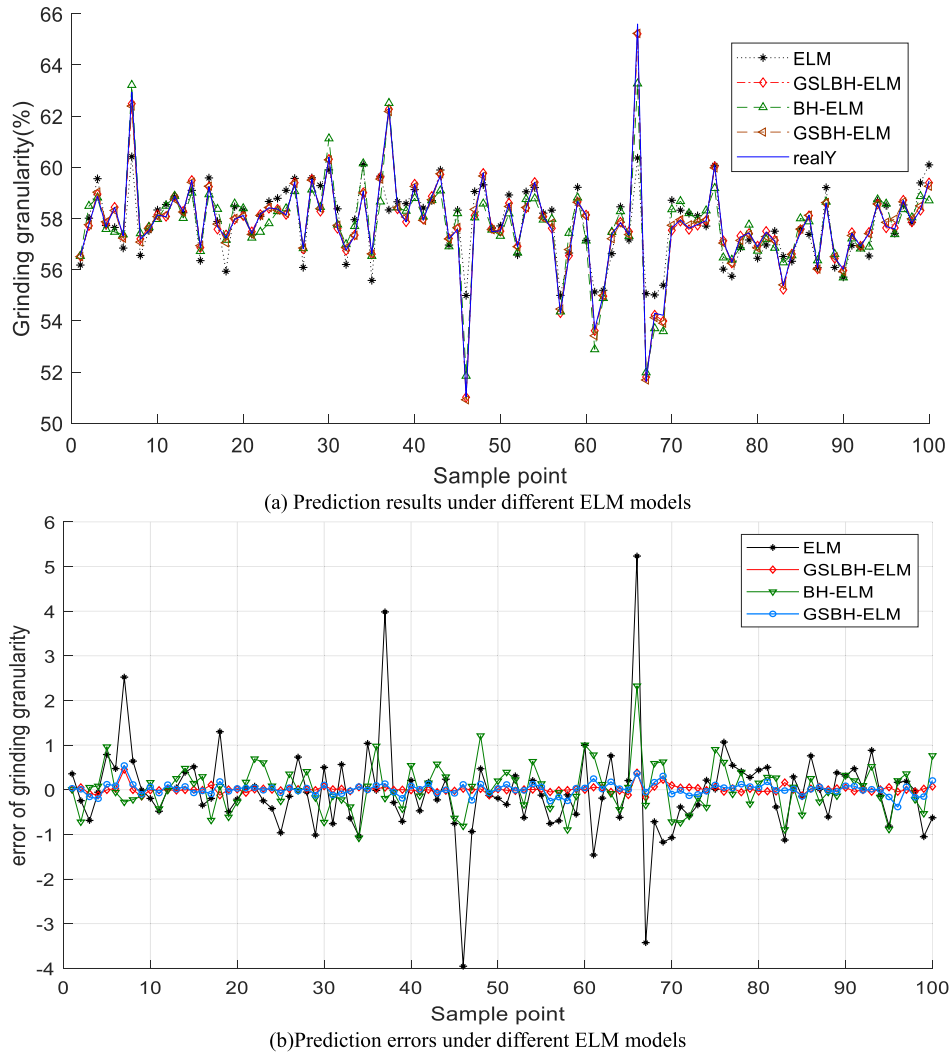 66
64
62
60
58
56
54
52
50
Grinding granularity(%)
ELM
GSLBH-ELM
BH-ELM
GSBH-ELM
realY
0 10 20 30 40 50 60 70 80 90 100
Sample point
(a) Prediction results under different ELM models
6
5
4
3
2
1
0
-1
-2
-3
-4
error of grinding granularity
ELM
GSLBH-ELM
BH-ELM
GSBH-ELM
0 10 20 30 40 50 60 70 80 90 100
Sample point
(b)Prediction errors under different ELM models